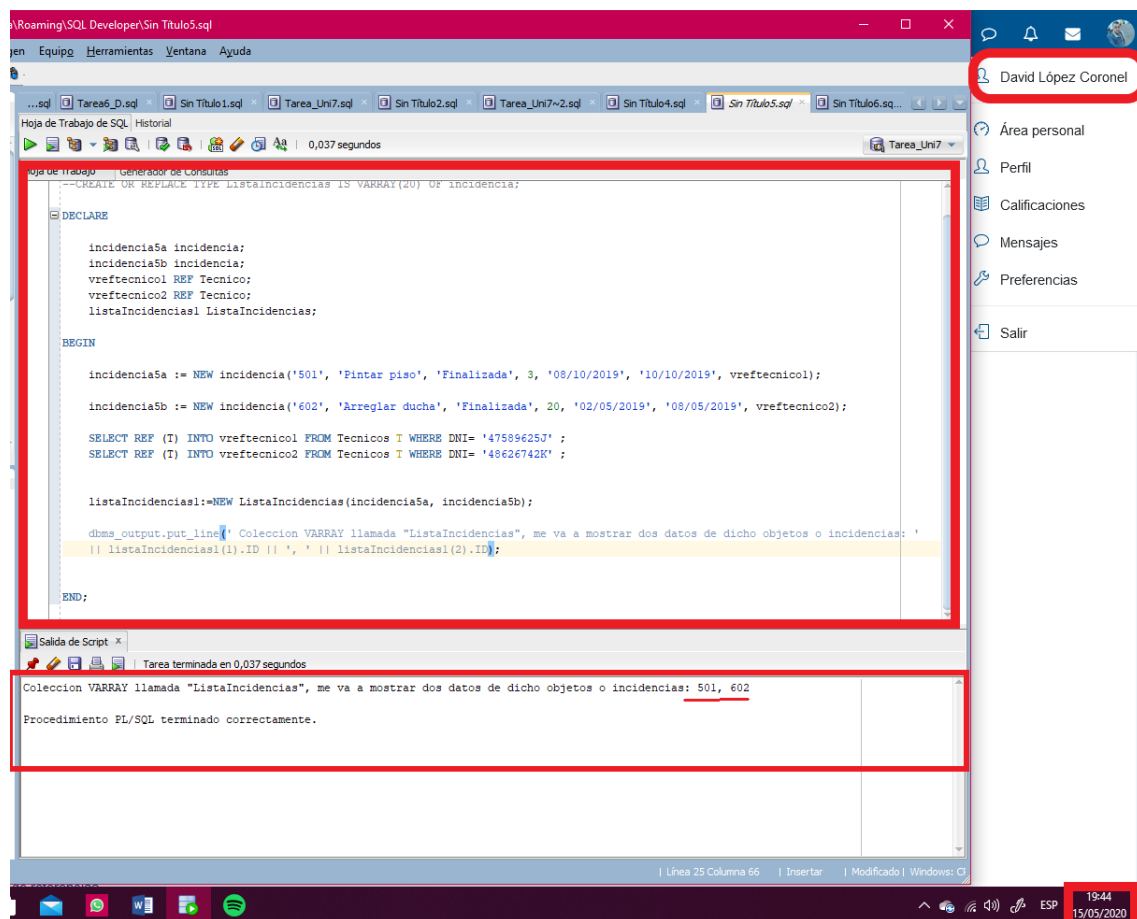 \Roaming\SQL Developer\Sin Título5.sql
Equipo Herramientas Ventana Ayuda
...sql Tarea6_D.sql Sin Título1.sql Tarea_Uni7.sql Sin Título2.sql Tarea_Uni7~2.sql Sin Título4.sql Sin Título5.sql Sin Título6.sq...
Hoja de Trabajo de SQL Historial
0,037 segundos
Tarea_Uni7
Hoja de Trabajo Generador de Consultas
--CREATE OR REPLACE TYPE ListaIncidencias IS VARRAY(20) OF incidencia;
DECLARE
incidencia5a incidencia;
incidencia5b incidencia;
vreftecnico1 REF Tecnico;
vreftecnico2 REF Tecnico;
listaIncidencias1 ListaIncidencias;
BEGIN
incidencia5a := NEW incidencia('501', 'Pintar piso', 'Finalizada', 3, '08/10/2019', '10/10/2019', vreftecnico1);
incidencia5b := NEW incidencia('602', 'Arreglar ducha', 'Finalizada', 20, '02/05/2019', '08/05/2019', vreftecnico2);
SELECT REF (T) INTO vreftecnico1 FROM Tecnicos T WHERE DNI= '47589625J' ;
SELECT REF (T) INTO vreftecnico2 FROM Tecnicos T WHERE DNI= '48626742K' ;
listaIncidencias1:=NEW ListaIncidencias(incidencia5a, incidencia5b);
dbms_output.put_line(' Coleccion VARRAY llamada "ListaIncidencias", me va a mostrar dos datos de dicho objetos o incidencias: '
|| listaIncidencias1(1).ID || ', ' || listaIncidencias1(2).ID);
END;
Salida de Script x
Tarea terminada en 0,037 segundos
Coleccion VARRAY llamada "ListaIncidencias", me va a mostrar dos datos de dicho objetos o incidencias: 501, 602
Procedimiento PL/SQL terminado correctamente.
| Línea 25 Columna 66 | Insertar | Modificado | Windows: C
David López Coronel
Área personal
Perfil
Calificaciones
Mensajes
Preferencias
Salir
ESP
19:44
15/05/2020